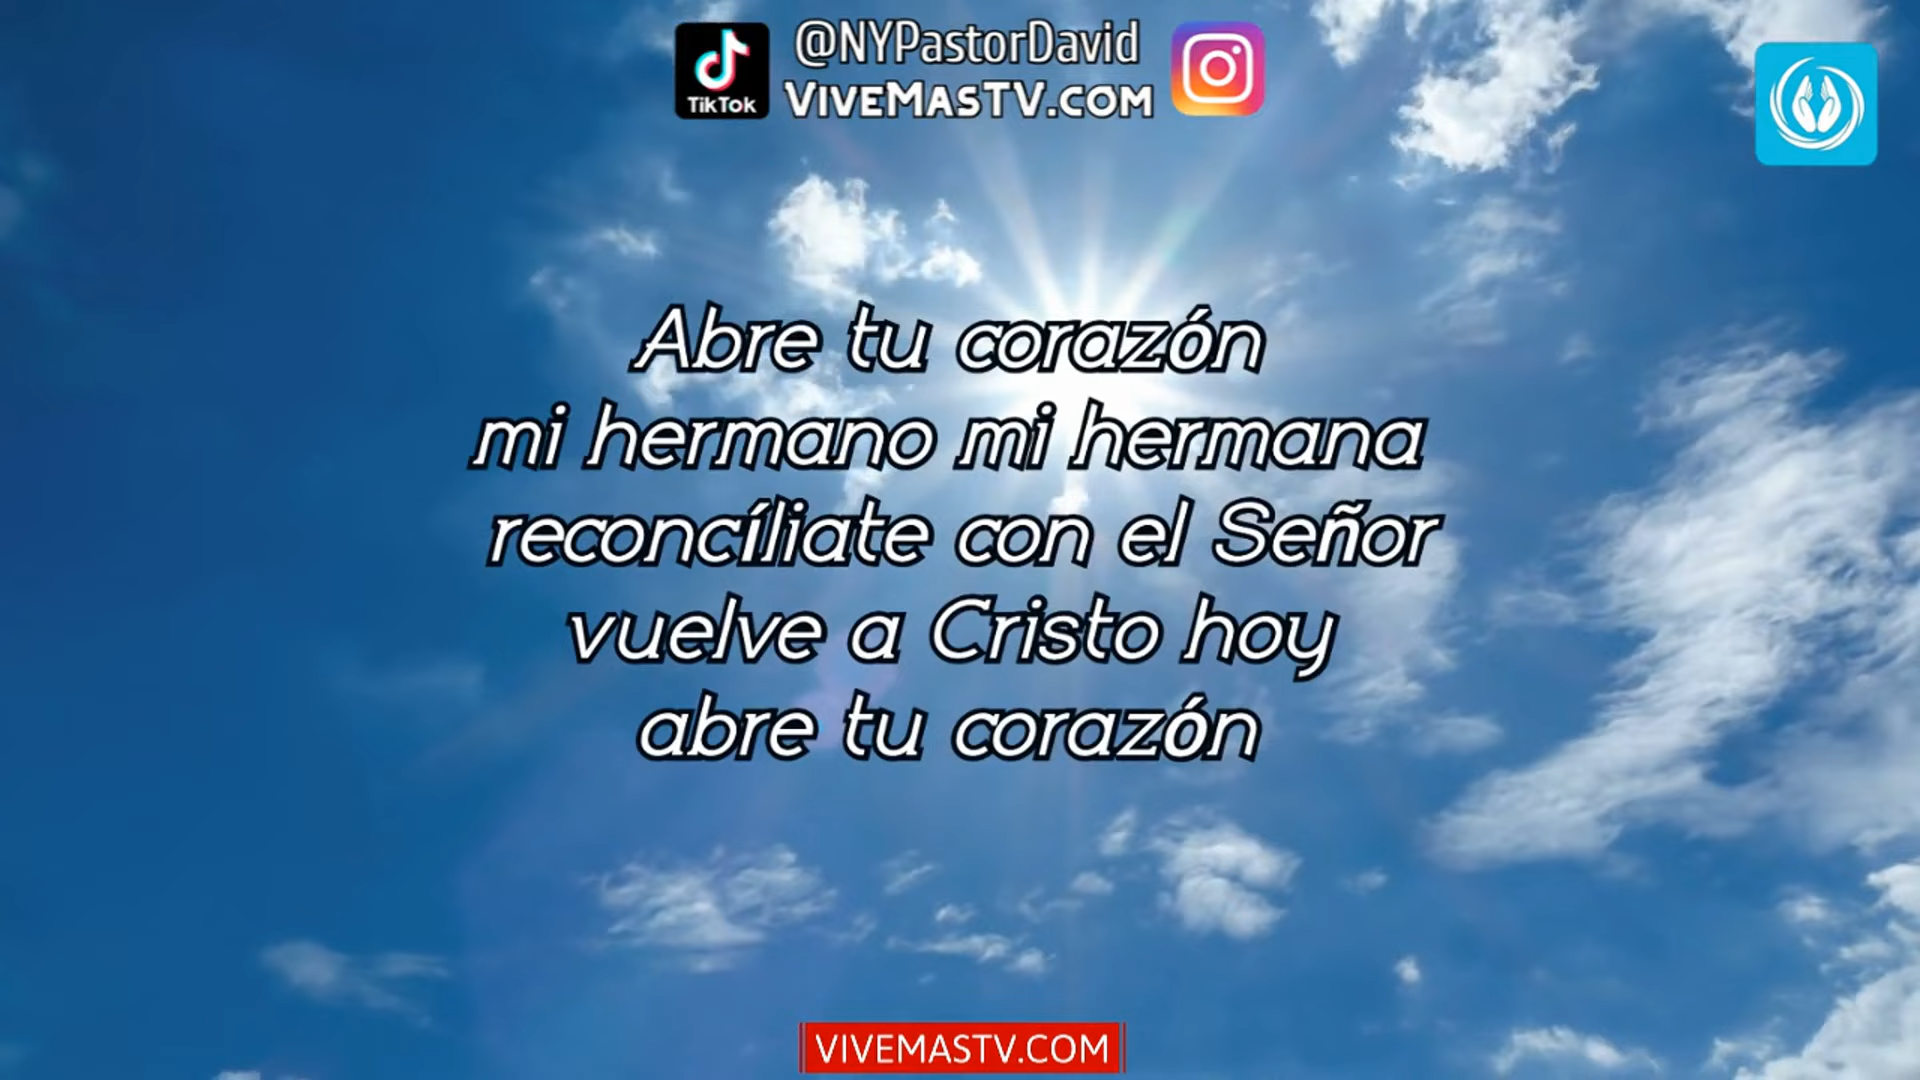 @NYPastorDavid
TikTok
VIVEMASTV.COM
Abre tu corazón
mi hermano mi hermana
reconcíliate con el Señor
vuelve a Cristo hoy
abre tu corazón
VIVEMASTV.COM